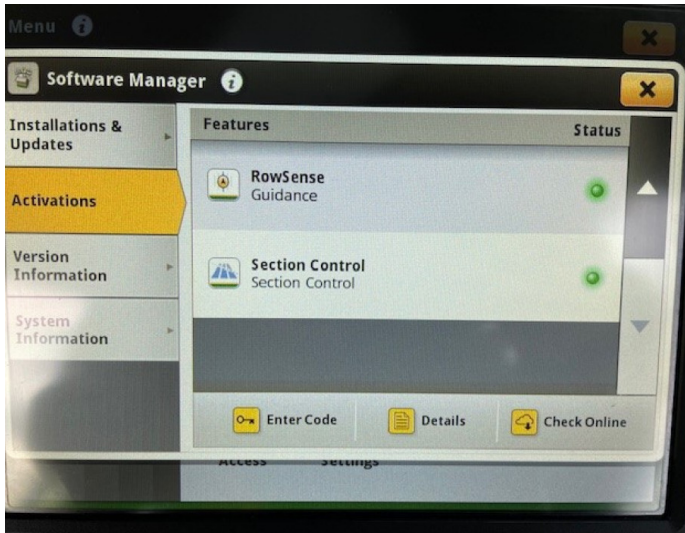 Menu
Software Manager
Installations &
Updates
Activations
Version
Information
System
Information
Features
Status
RowSense
Guidance
Section Control
Section Control
Enter Code
Details
Check Online
Access
Settings